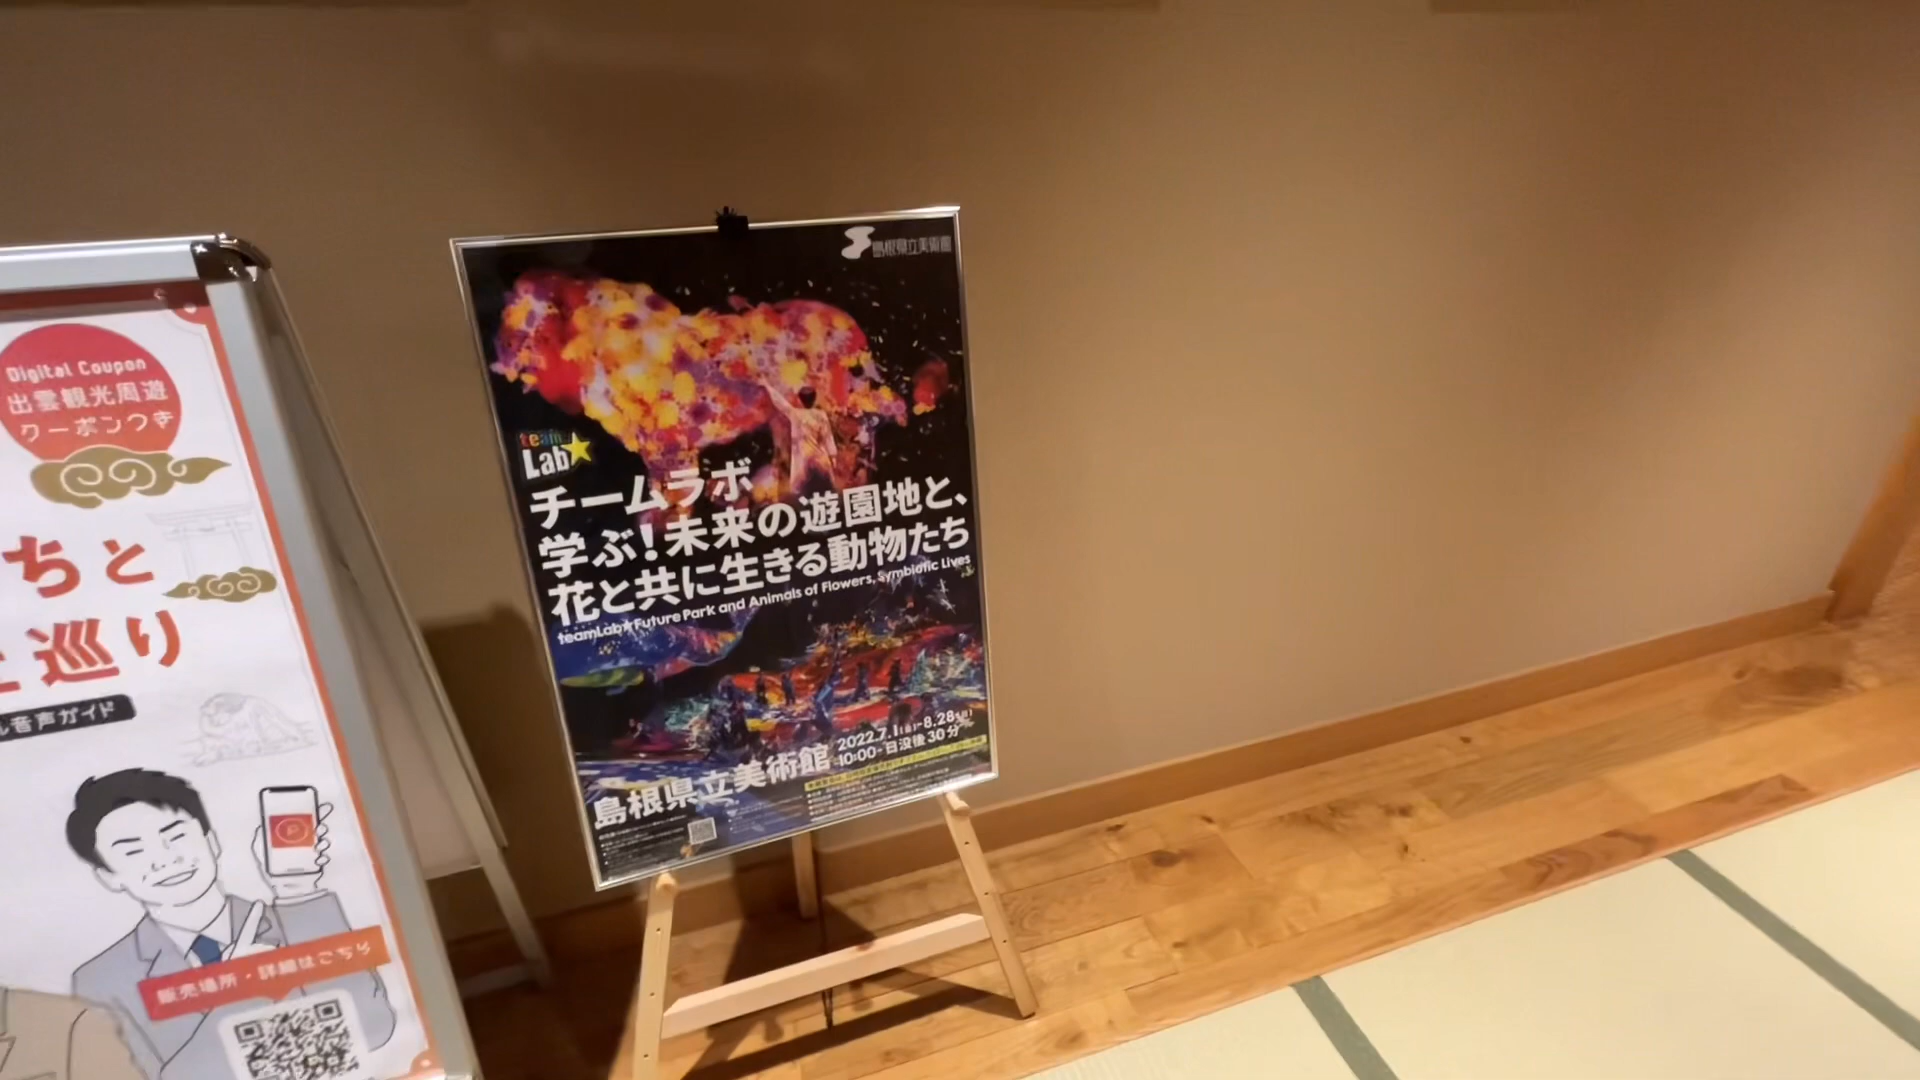 Digital Coupon
出雲観光周遊
クーポンつき
ちと
巡り
ル音声ガイド
販売場所・詳細はこちら
島根県立美術館
team
Lab★
チームラボ
学ぶ!未来の遊園地と、
花と共に生きる動物たち
teamLab★Future Park and Animals of Flowers, Symbiotic Lives
2022.7.1(金)-8.28(日)
10:00-日没後30分
島根県立美術館